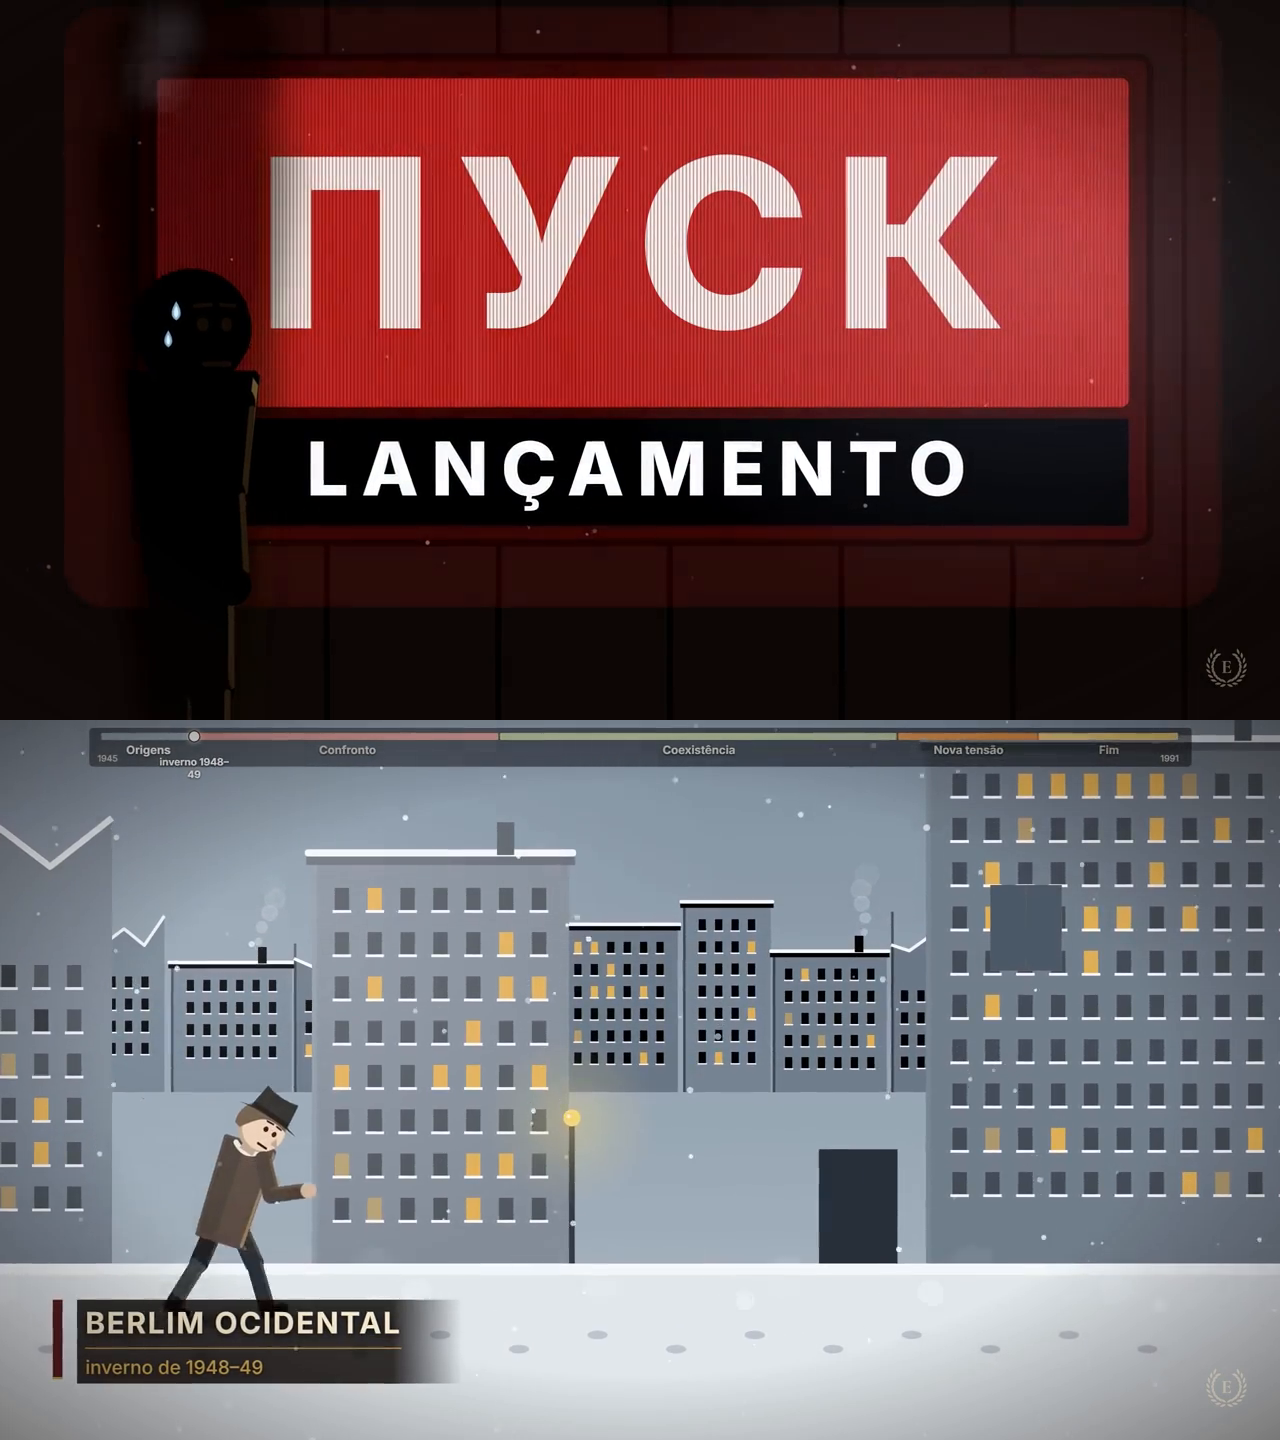 ПУСК
LANÇAMENTO
E
Origens
Confronto
Coexistência
Nova tensão
Fim
1945
inverno 1948–
49
1991
BERLIM OCIDENTAL
inverno de 1948–49
E